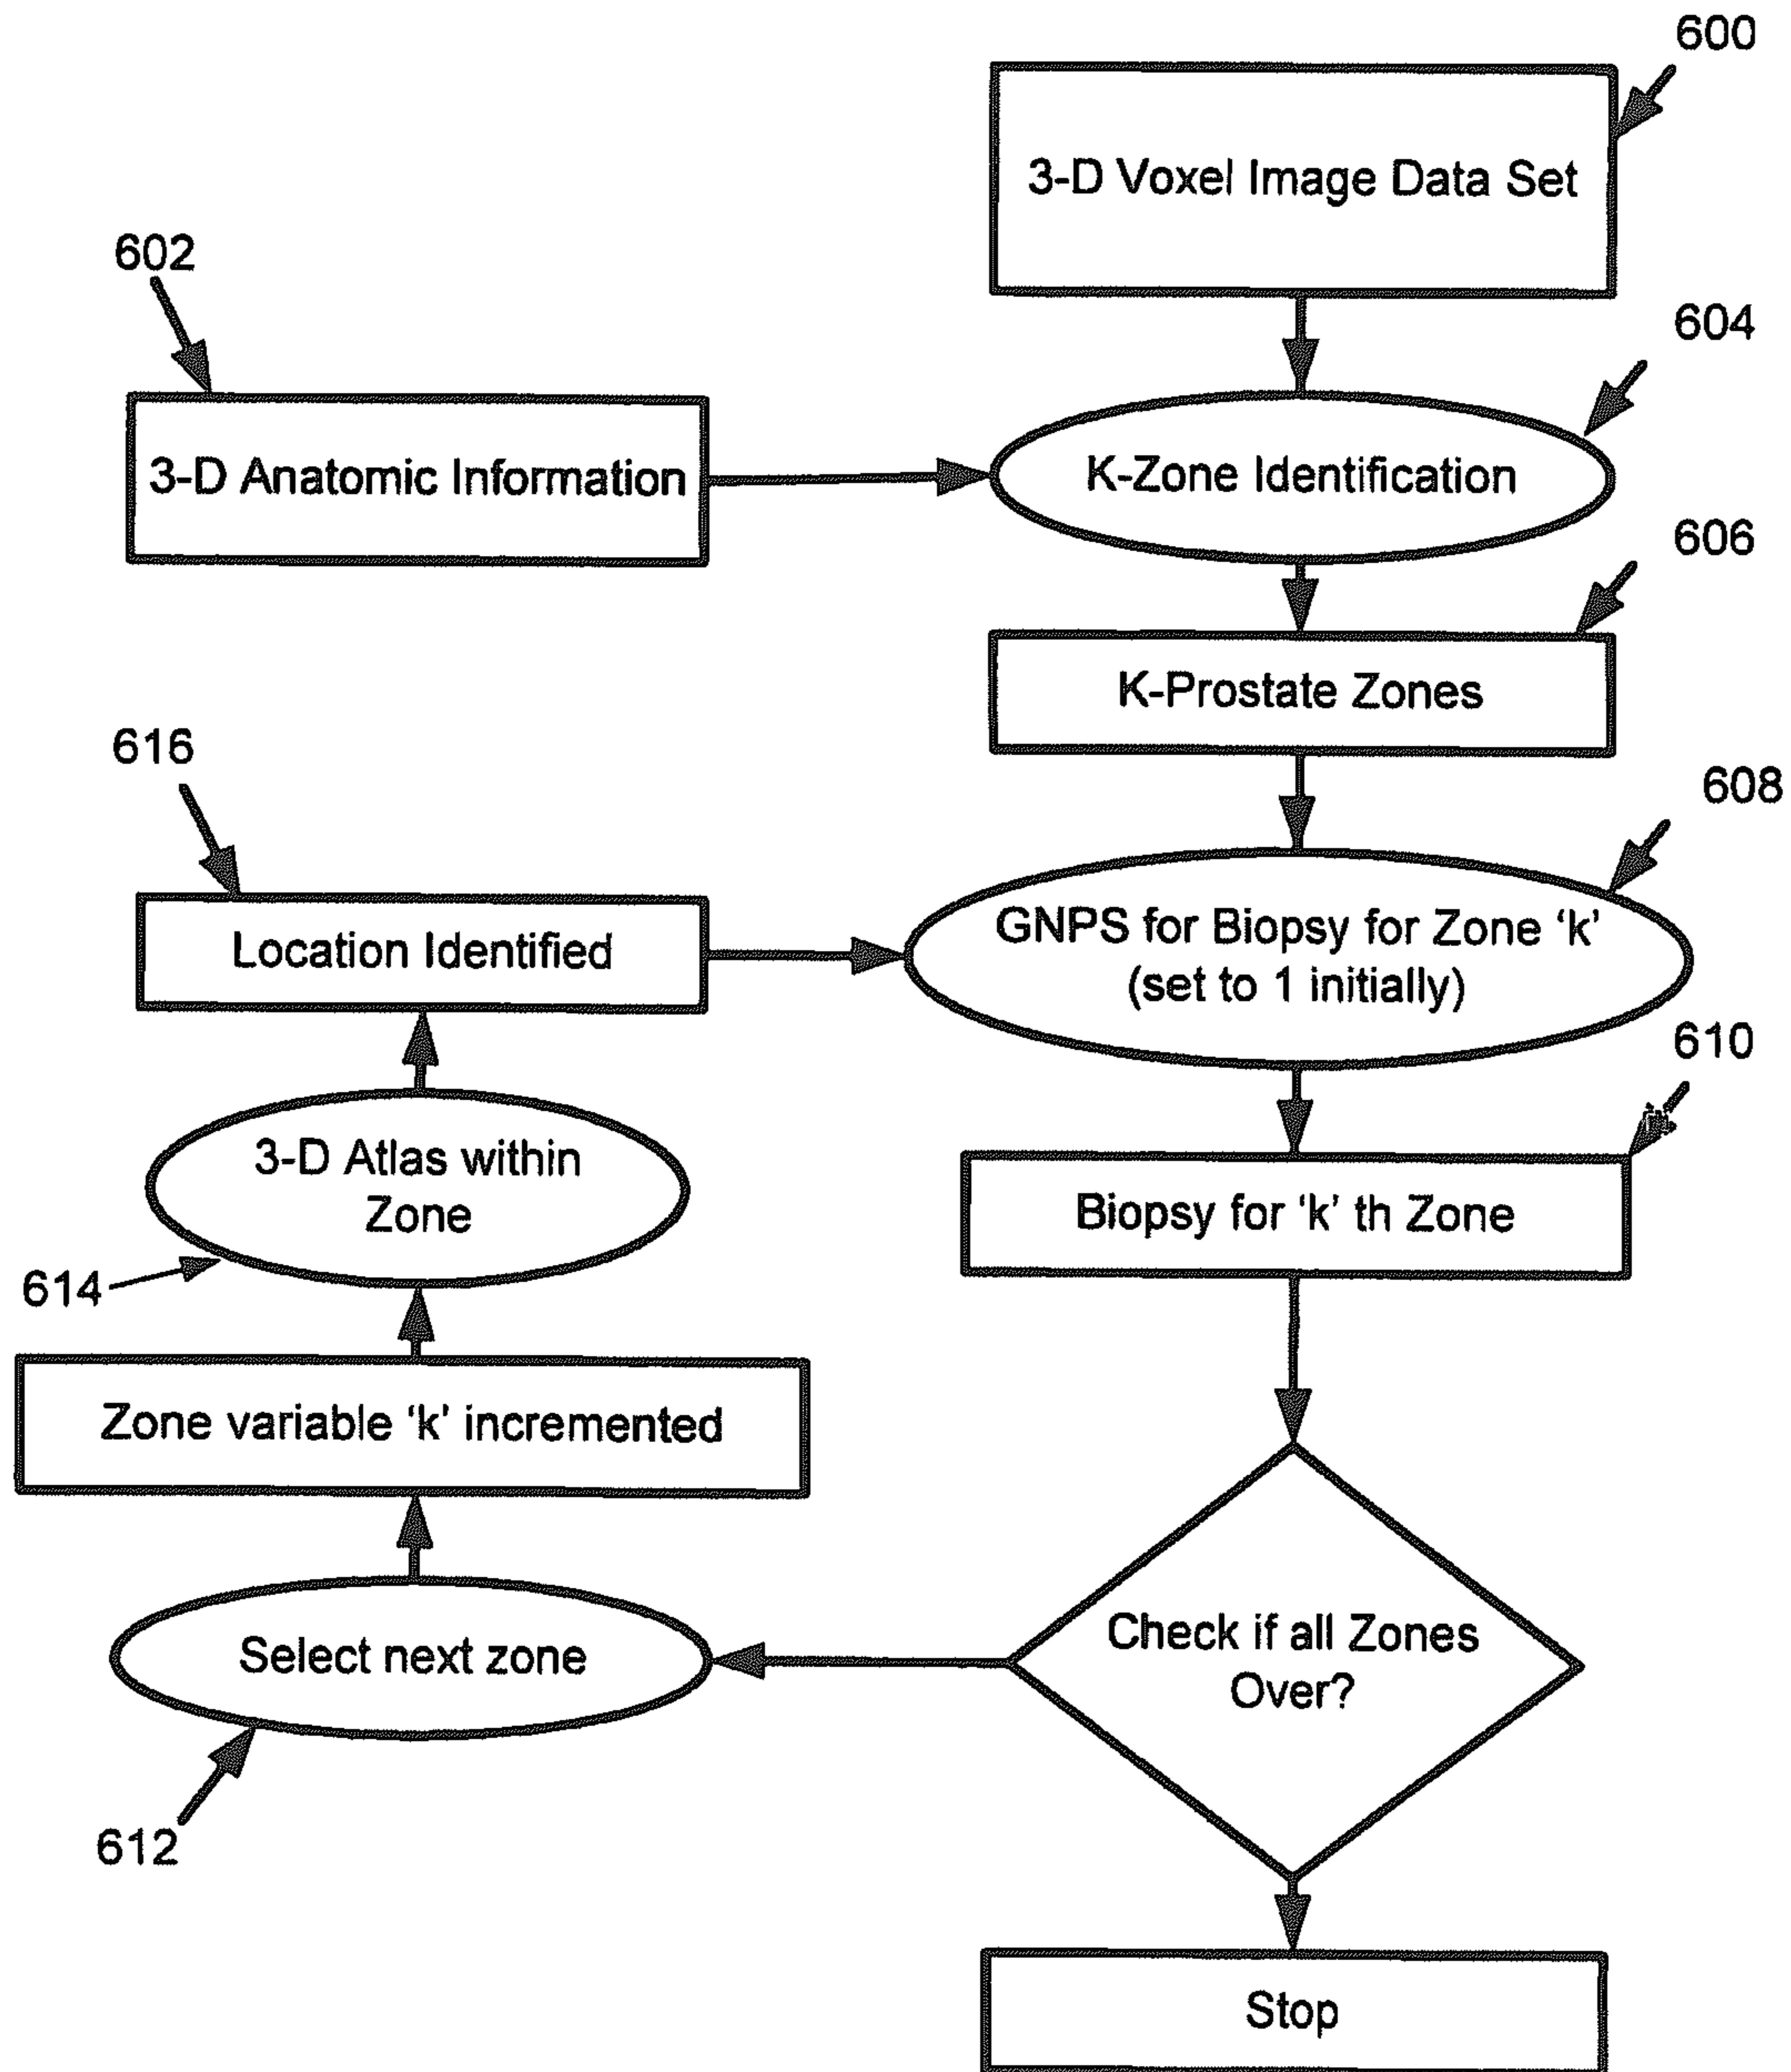 600
3-D Voxel Image Data Set
602
604
3-D Anatomic Information
K-Zone Identification
606
K-Prostate Zones
616
608
Location Identified
GNPS for Biopsy for Zone ‘k’
(set to 1 initially)
610
3-D Atlas within
Zone
Biopsy for ‘k’ th Zone
614
Zone variable ‘k’ incremented
Select next zone
Check if all Zones
Over?
612
Stop